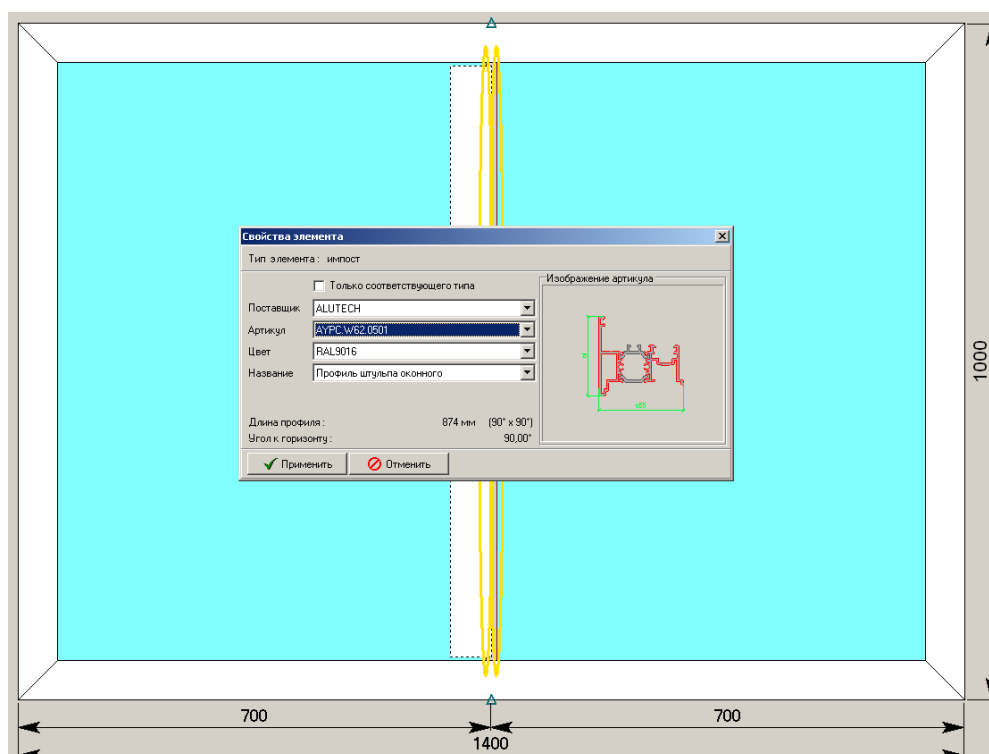 Свойства элемента
Тип элемента: импост
Только соответствующего типа
Поставщик ALUTECH
Артикул AYPC.W62.0501
Цвет RAL9016
Название Профиль штульпа оконного
Длина профиля: 874 мм (90° x 90°)
Угол к горизонту: 90,00°
Применить Отменить
Изображение артикула
1000
700 700
1400